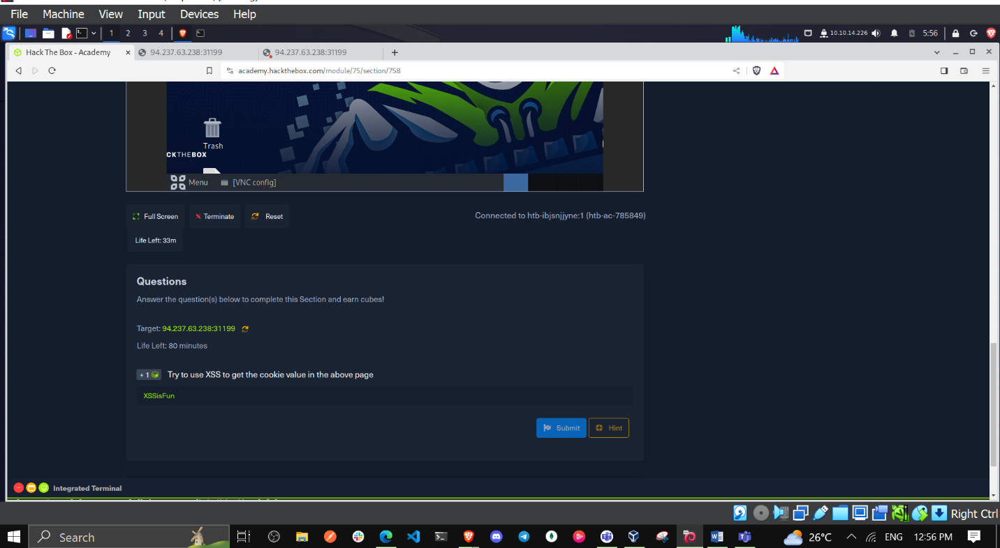 File Machine View Input Devices Help
1 2 3 4 10.10.14.226 5:56
Hack The Box - Academy × 94.237.63.238:31199 94.237.63.238:31199 +
academy.hackthebox.com/module/75/section/758
Trash
CKTHEBOX
Menu [VNC config]
Full Screen Terminate Reset Connected to htb-ibjsnjjyne:1 (htb-ac-785849)
Life Left: 33m
Questions
Answer the question(s) below to complete this Section and earn cubes!
Target: 94.237.63.238:31199
Life Left: 80 minutes
+ 1 Try to use XSS to get the cookie value in the above page
XSSisFun
Submit Hint
Integrated Terminal
Right Ctrl
Search 26°C ENG 12:56 PM